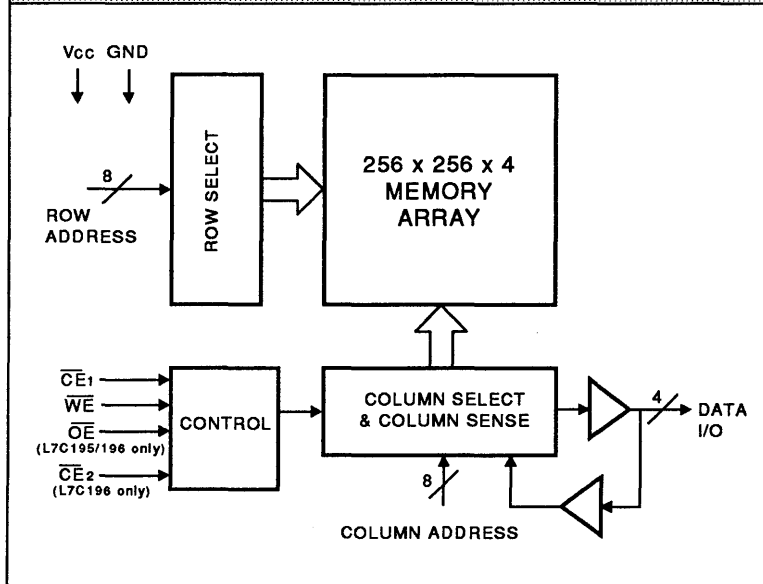 Vcc GND
8
ROW
ADDRESS
ROW SELECT
256 x 256 x 4
MEMORY
ARRAY
CE1
WE
OE
(L7C195/196 only)
CE2
(L7C196 only)
CONTROL
COLUMN SELECT
& COLUMN SENSE
4
DATA
I/O
8
COLUMN ADDRESS